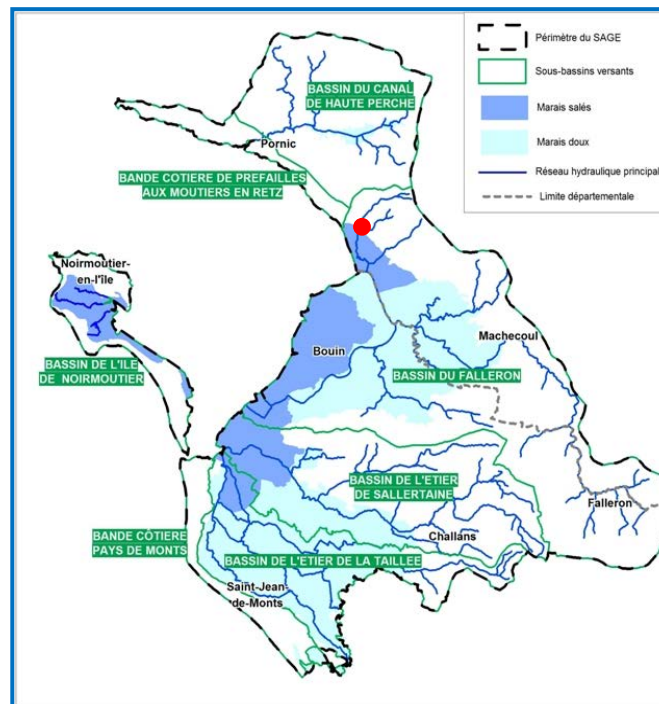 Périmètre du SAGE
Sous-bassins versants
Marais salés
Marais doux
Réseau hydraulique principal
Limite départementale
BASSIN DU CANAL
DE HAUTE PERCHE
Pornic
BANDE COTIERE DE PREFAILLES
AUX MOUTIERS EN RETZ
Noirmoutier-
en-l'île
Machecoul
Bouin
BASSIN DE L'ILE
DE NOIRMOUTIER
BASSIN DU FALLERON
BASSIN DE L'ETIER
DE SALLERTAINE
Falleron
BANDE CÔTIERE
PAYS DE MONTS
Challans
BASSIN DE L'ETIER DE LA TAILLEE
Saint-Jean-
de-Monts